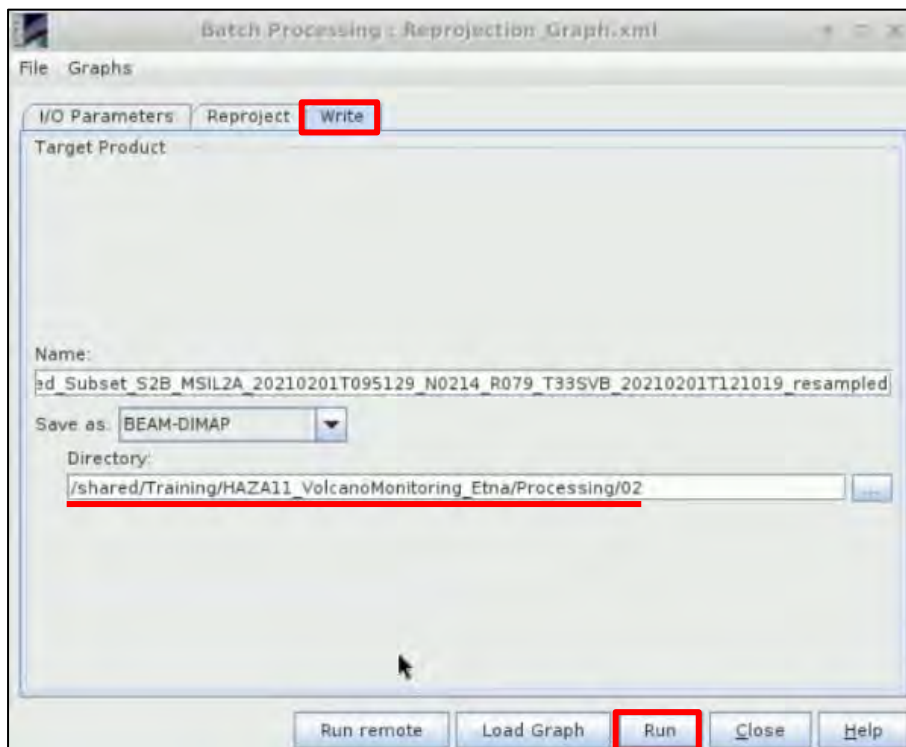 Batch Processing : Reprojection_Graph.xml
File Graphs
I/O Parameters Reproject Write
Target Product
Name:
ed_Subset_S2B_MSIL2A_20210201T095129_N0214_R079_T33SVB_20210201T121019_resampled
Save as: BEAM-DIMAP
Directory:
/shared/Training/HAZA11_VolcanoMonitoring_Etna/Processing/02
...
Run remote Load Graph Run Close Help